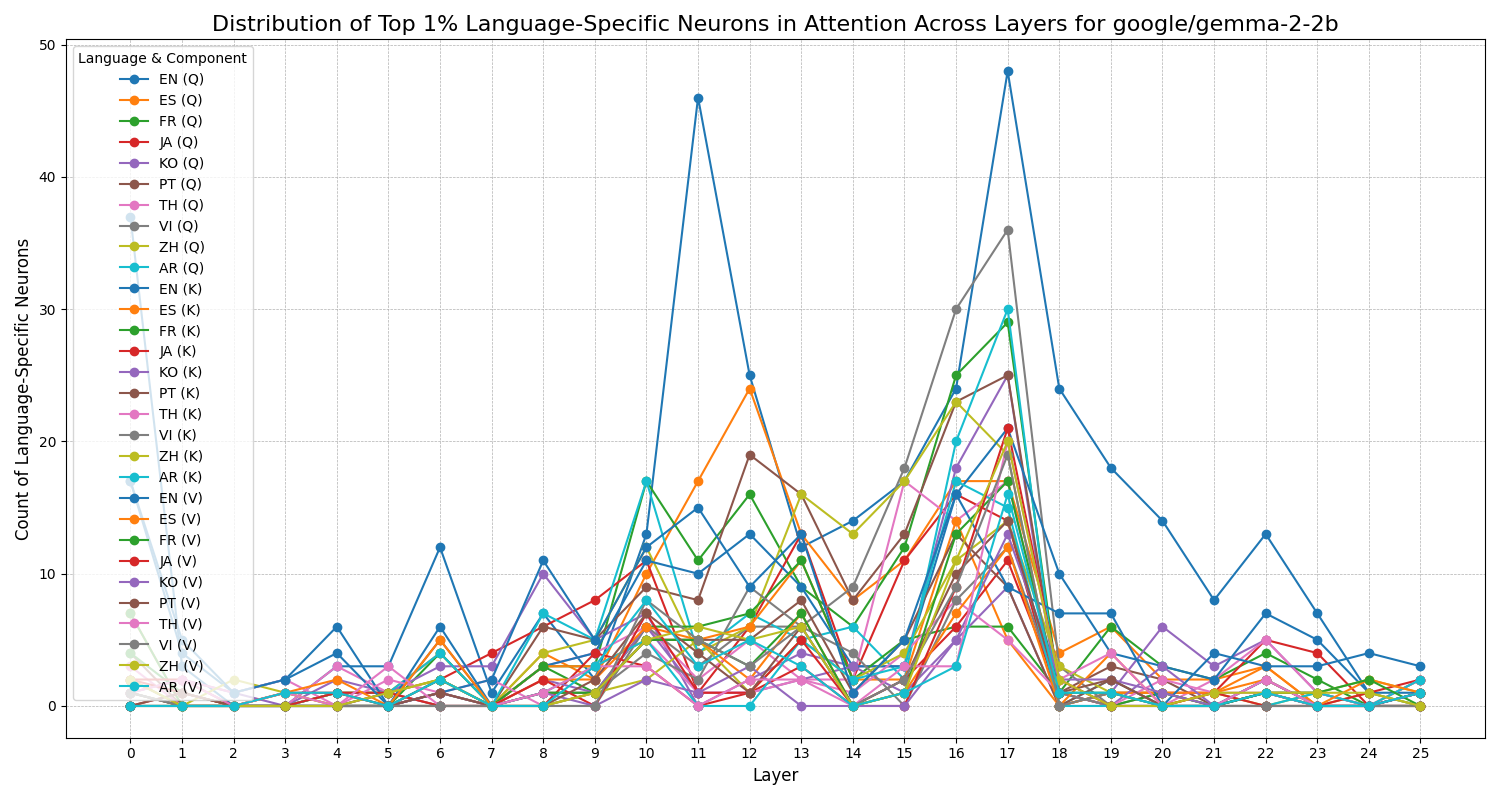 Distribution of Top 1% Language-Specific Neurons in Attention Across Layers for google/gemma-2-2b
Count of Language-Specific Neurons
50
40
30
20
10
0
Language & Component
EN (Q)
ES (Q)
FR (Q)
JA (Q)
KO (Q)
PT (Q)
TH (Q)
VI (Q)
ZH (Q)
AR (Q)
EN (K)
ES (K)
FR (K)
JA (K)
KO (K)
PT (K)
TH (K)
VI (K)
ZH (K)
AR (K)
EN (V)
ES (V)
FR (V)
JA (V)
KO (V)
PT (V)
TH (V)
VI (V)
ZH (V)
AR (V)
0 1 2 3 4 5 6 7 8 9 10 11 12 13 14 15 16 17 18 19 20 21 22 23 24 25
Layer